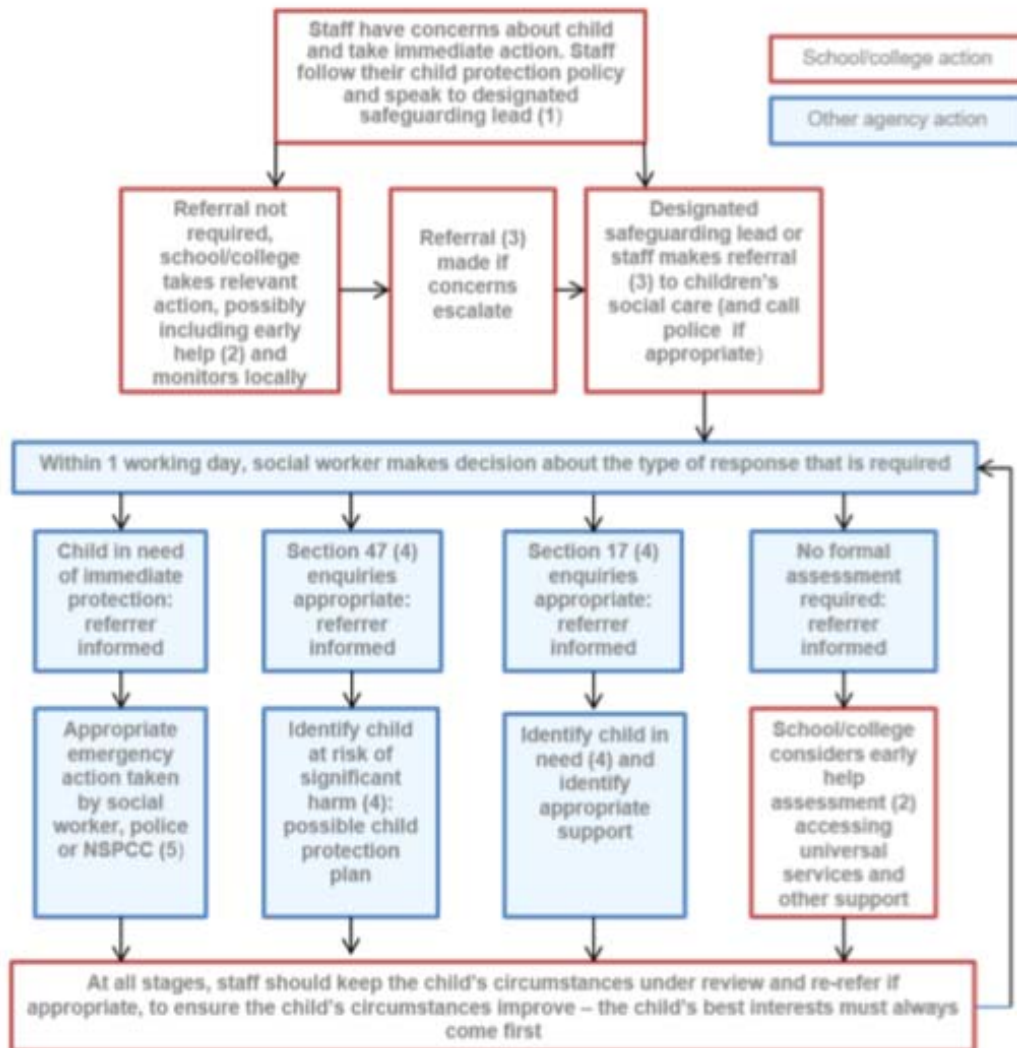 Staff have concerns about child
and take immediate action. Staff
follow their child protection policy
and speak to designated
safeguarding lead (1)
School/college action
Other agency action
Referral not
required,
school/college
takes relevant
action, possibly
including early
help (2) and
monitors locally
Referral (3)
made if
concerns
escalate
Designated
safeguarding lead or
staff makes referral
(3) to children's
social care (and call
police if
appropriate)
Within 1 working day, social worker makes decision about the type of response that is required
Child in need
of immediate
protection:
referrer
informed
Section 47 (4)
enquiries
appropriate:
referrer
informed
Section 17 (4)
enquiries
appropriate:
referrer
informed
No formal
assessment
required:
referrer
informed
Appropriate
emergency
action taken
by social
worker, police
or NSPCC (5)
Identify child
at risk of
significant
harm (4):
possible child
protection
plan
Identify child in
need (4) and
identify
appropriate
support
School/college
considers early
help
assessment (2)
accessing
universal
services and
other support
At all stages, staff should keep the child's circumstances under review and re-refer if
appropriate, to ensure the child's circumstances improve – the child's best interests must always
come first